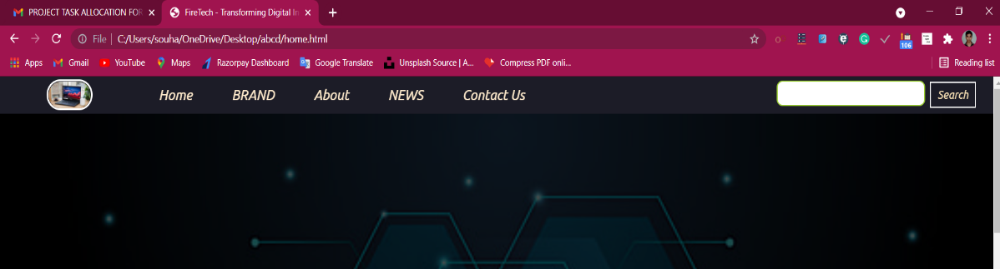 PROJECT TASK ALLOCATION FOR
FireTech - Transforming Digital In
File C:/Users/souha/OneDrive/Desktop/abcd/home.html
106
Apps Gmail YouTube Maps Razorpay Dashboard Google Translate Unsplash Source | A... Compress PDF onli... Reading list
Home BRAND About NEWS Contact Us Search